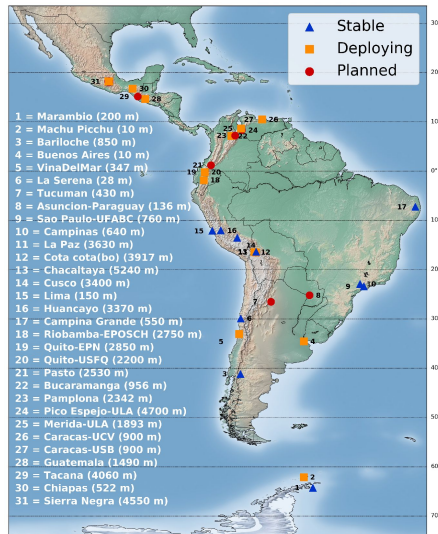 Stable
Deploying
Planned
1 = Marambio (200 m)
2 = Machu Picchu (10 m)
3 = Bariloche (850 m)
4 = Buenos Aires (10 m)
5 = VinaDelMar (347 m)
6 = La Serena (28 m)
7 = Tucuman (430 m)
8 = Asuncion-Paraguay (136 m)
9 = Sao Paulo-UFABC (760 m)
10 = Campinas (640 m)
11 = La Paz (3630 m)
12 = Cota cota(bo) (3917 m)
13 = Chacaltaya (5240 m)
14 = Cusco (3400 m)
15 = Lima (150 m)
16 = Huancayo (3370 m)
17 = Campina Grande (550 m)
18 = Riobamba-EPOSCH (2750 m)
19 = Quito-EPN (2850 m)
20 = Quito-USFQ (2200 m)
21 = Pasto (2530 m)
22 = Bucaramanga (956 m)
23 = Pamplona (2342 m)
24 = Pico Espejo-ULA (4700 m)
25 = Merida-ULA (1893 m)
26 = Caracas-UCV (900 m)
27 = Caracas-USB (900 m)
28 = Guatemala (1490 m)
29 = Tacana (4060 m)
30 = Chiapas (522 m)
31 = Sierra Negra (4550 m)
31
30
29
28
27
26
25
24
23
22
21
20
19
18
17
16
15
14
12
10
9
8
7
6
5
4
3
2
1
30
20
10
0°
10
20
30
40
50
60
70